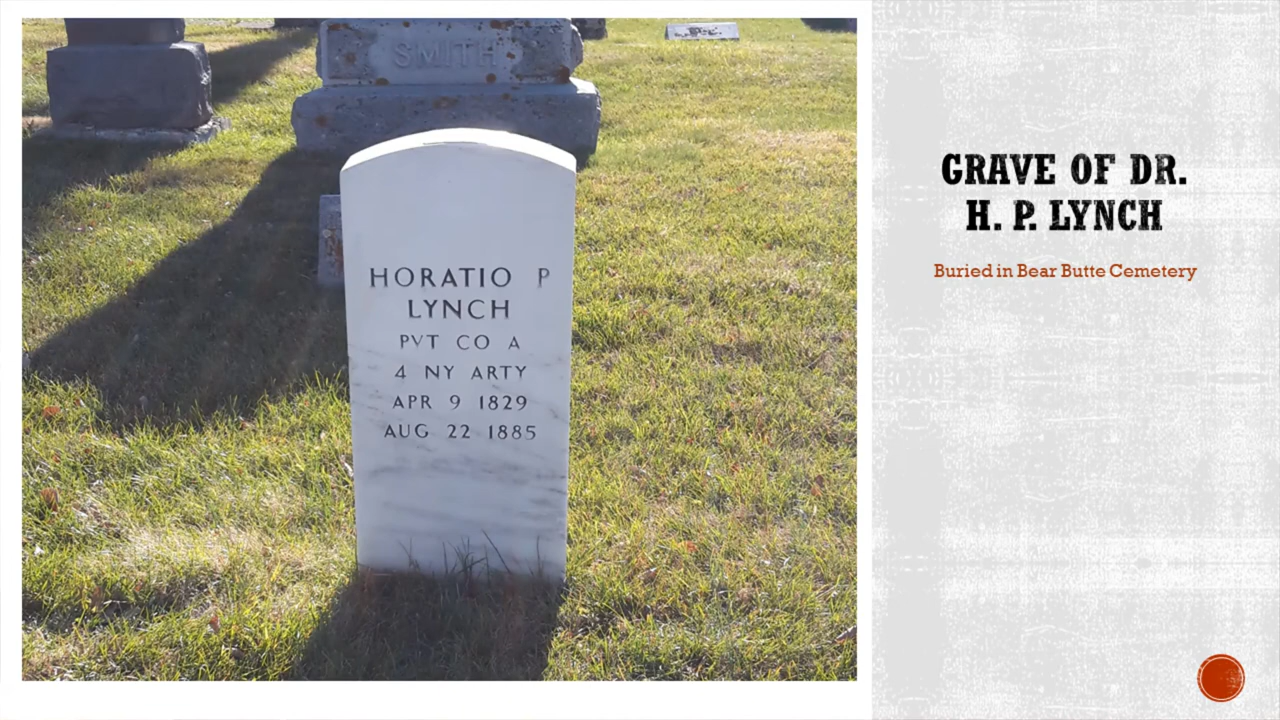 SMITH
HORATIO P
LYNCH
PVT CO A
4 NY ARTY
APR 9 1829
AUG 22 1885
GRAVE OF DR.
H. P. LYNCH
Buried in Bear Butte Cemetery